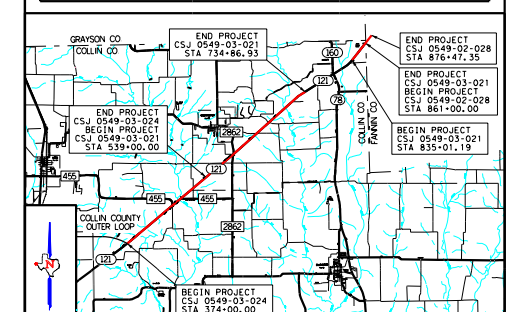 GRAYSON CO
COLLIN CO
END PROJECT
CSJ 0549-03-021
STA 734+86.93
160
END PROJECT
CSJ 0549-02-028
STA 876+47.35
121
78
COLLIN CO
FANNIN CO
END PROJECT
CSJ 0549-03-021
BEGIN PROJECT
CSJ 0549-02-028
STA 861+00.00
END PROJECT
CSJ 0549-03-024
BEGIN PROJECT
CSJ 0549-03-021
STA 539+00.00
2862
BEGIN PROJECT
CSJ 0549-03-021
STA 835+01.19
121
455
455
455
COLLIN COUNTY
OUTER LOOP
2862
121
N
BEGIN PROJECT
CSJ 0549-03-024
STA 374+00.00